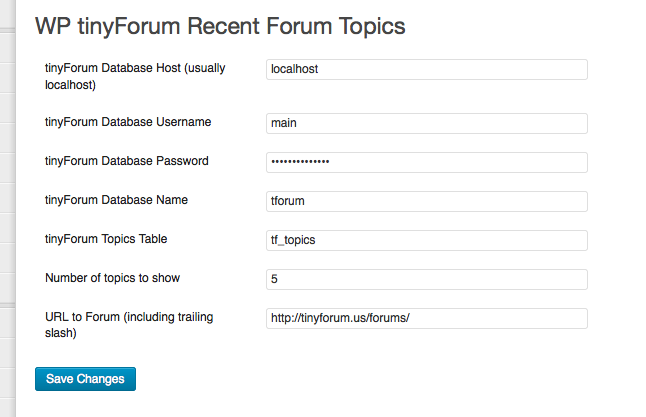 WP tinyForum Recent Forum Topics
tinyForum Database Host (usually
localhost)
localhost
tinyForum Database Username
main
tinyForum Database Password
••••••••••••••
tinyForum Database Name
tforum
tinyForum Topics Table
tf_topics
Number of topics to show
5
URL to Forum (including trailing
slash)
http://tinyforum.us/forums/
Save Changes